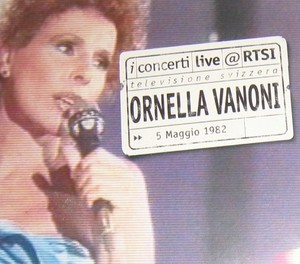 i concerti live @ RTSI
televisione svizzera
ORNELLA VANONI
▸▸ 5 Maggio 1982